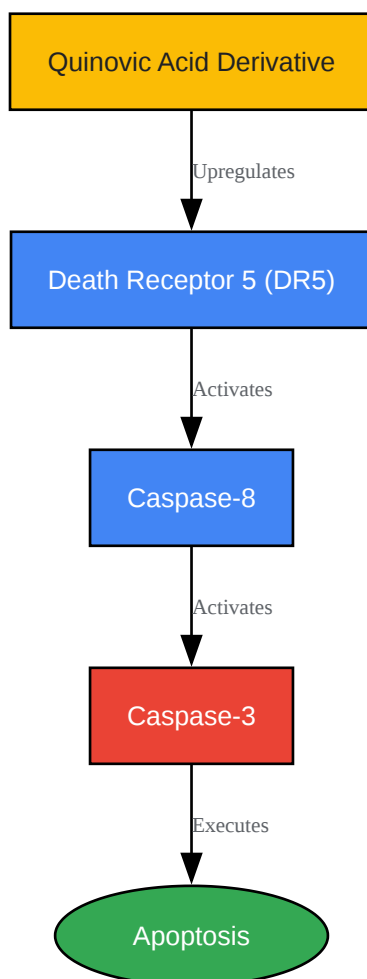 Quinovic Acid Derivative
Upregulates
Death Receptor 5 (DR5)
Activates
Caspase-8
Activates
Caspase-3
Executes
Apoptosis